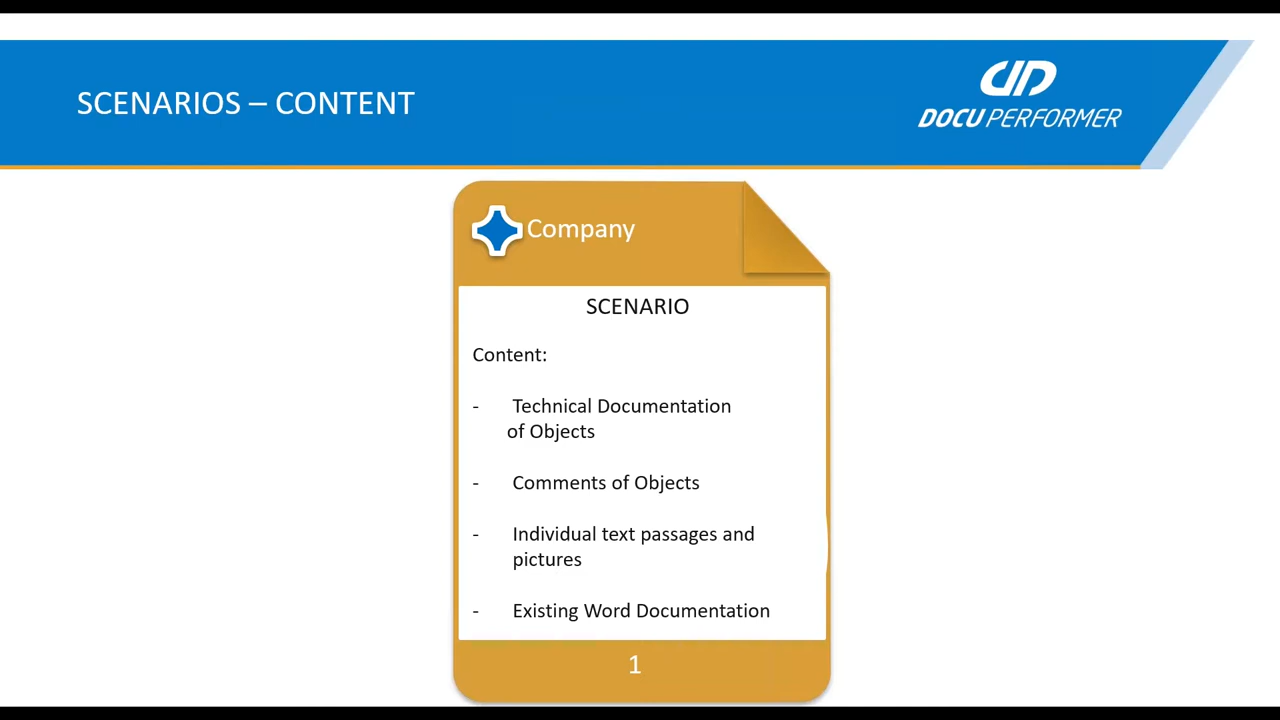 SCENARIOS – CONTENT
DOCU PERFORMER
Company
SCENARIO
Content:
- Technical Documentation
of Objects
- Comments of Objects
- Individual text passages and
pictures
- Existing Word Documentation
1